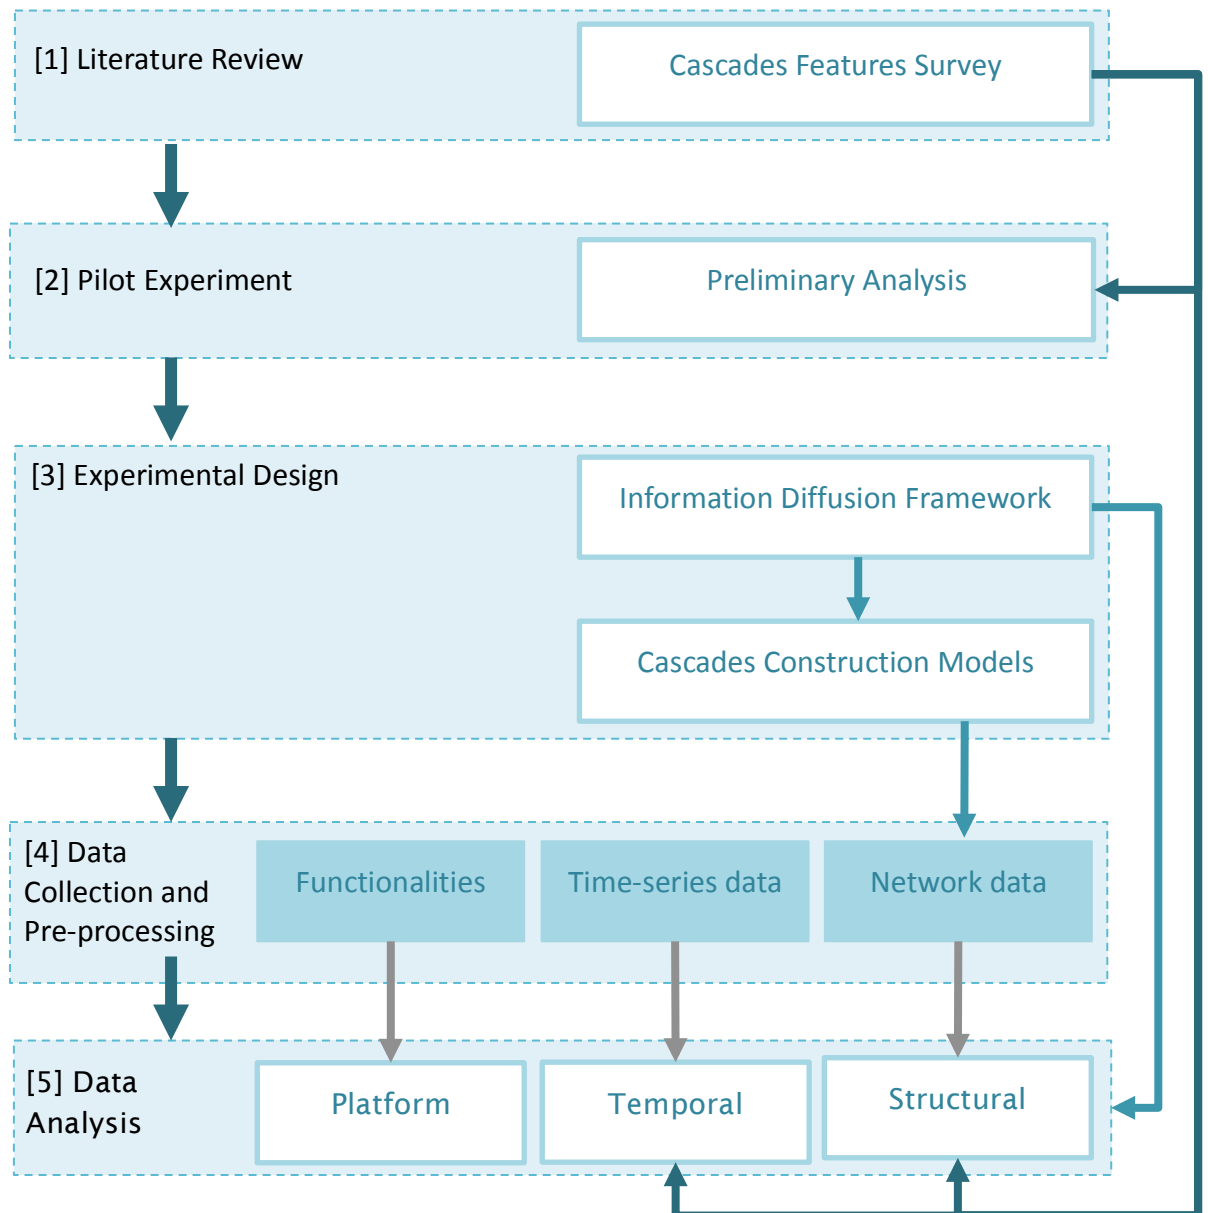 [1] Literature Review
Cascades Features Survey
[2] Pilot Experiment
Preliminary Analysis
[3] Experimental Design
Information Diffusion Framework
Cascades Construction Models
[4] Data
Collection and
Pre-processing
Functionalities
Time-series data
Network data
[5] Data
Analysis
Platform
Temporal
Structural